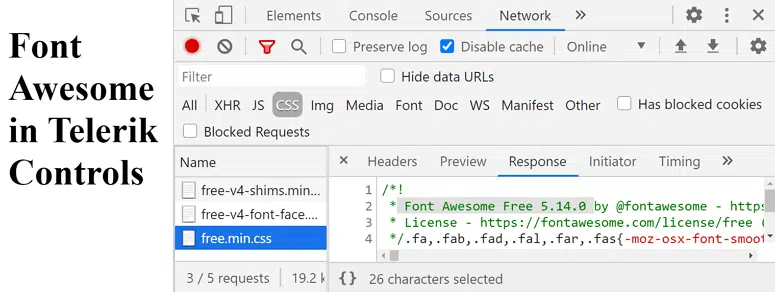 Font
Awesome
in Telerik
Controls
Elements Console Sources Network
Preserve log Disable cache Online
Filter Hide data URLs
All XHR JS CSS Img Media Font Doc WS Manifest Other Has blocked cookies
Blocked Requests
Name
free-v4-shims.min...
free-v4-font-face....
free.min.css
3 / 5 requests 19.2 k
Headers Preview Response Initiator Timing
1 /*!
2 * Font Awesome Free 5.14.0 by @fontawesome - https
3 * License - https://fontawesome.com/license/free (
4 */.fa,.fab,.fad,.fal,.far,.fas{-moz-osx-font-smoot
{} 26 characters selected